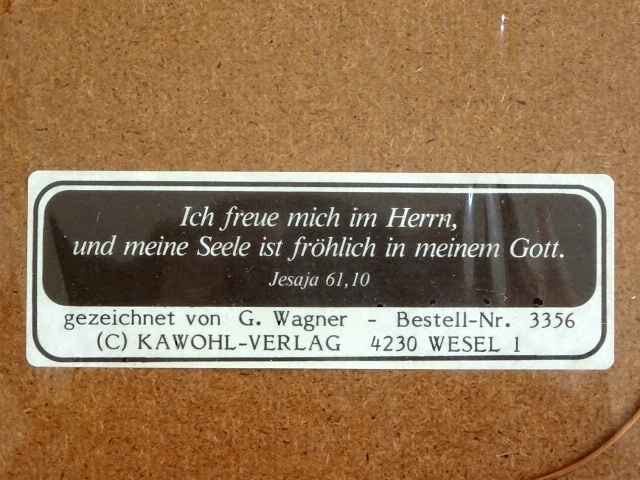 Ich freue mich im Herrn,
und meine Seele ist fröhlich in meinem Gott.
Jesaja 61,10
gezeichnet von G. Wagner - Bestell-Nr. 3356
(C) KAWOHL-VERLAG 4230 WESEL 1